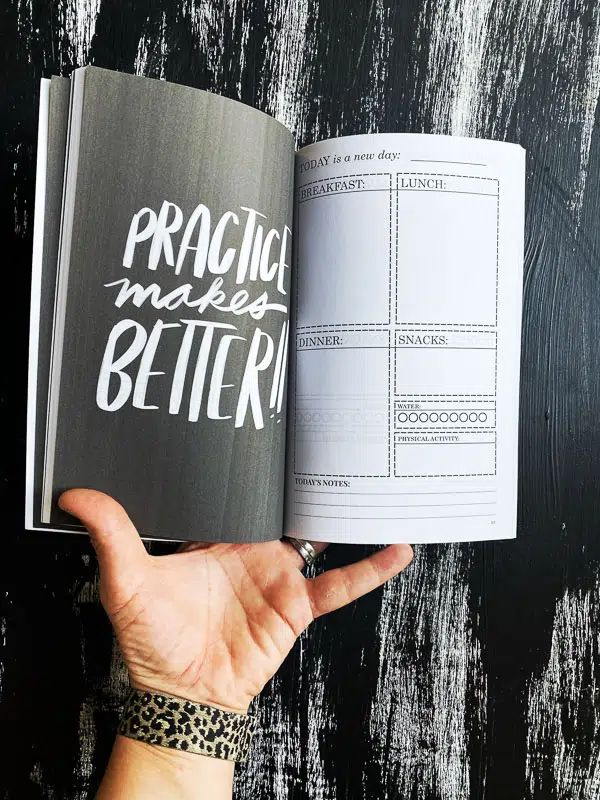 PRACTICE
makes
BETTER!!
TODAY is a new day:
BREAKFAST:
LUNCH:
DINNER:
SNACKS:
WATER:
PHYSICAL ACTIVITY:
TODAY'S NOTES: